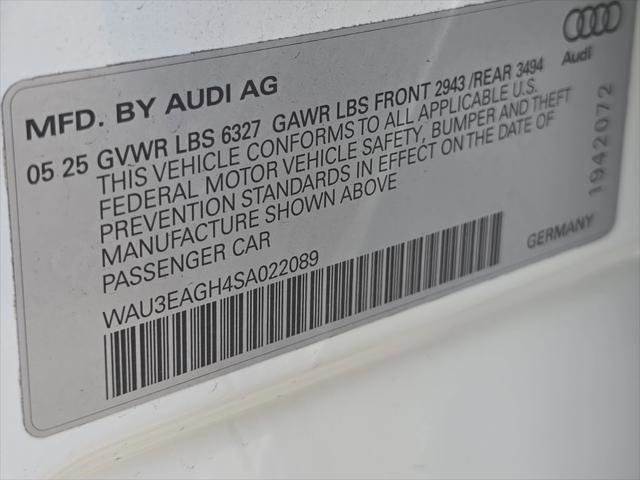 Audi
MFD. BY AUDI AG
05 25 GVWR LBS 6327 GAWR LBS FRONT 2943 /REAR 3494
THIS VEHICLE CONFORMS TO ALL APPLICABLE U.S.
FEDERAL MOTOR VEHICLE SAFETY, BUMPER AND THEFT
PREVENTION STANDARDS IN EFFECT ON THE DATE OF
MANUFACTURE SHOWN ABOVE
PASSENGER CAR
WAU3EAGH4SA022089
GERMANY
1942072